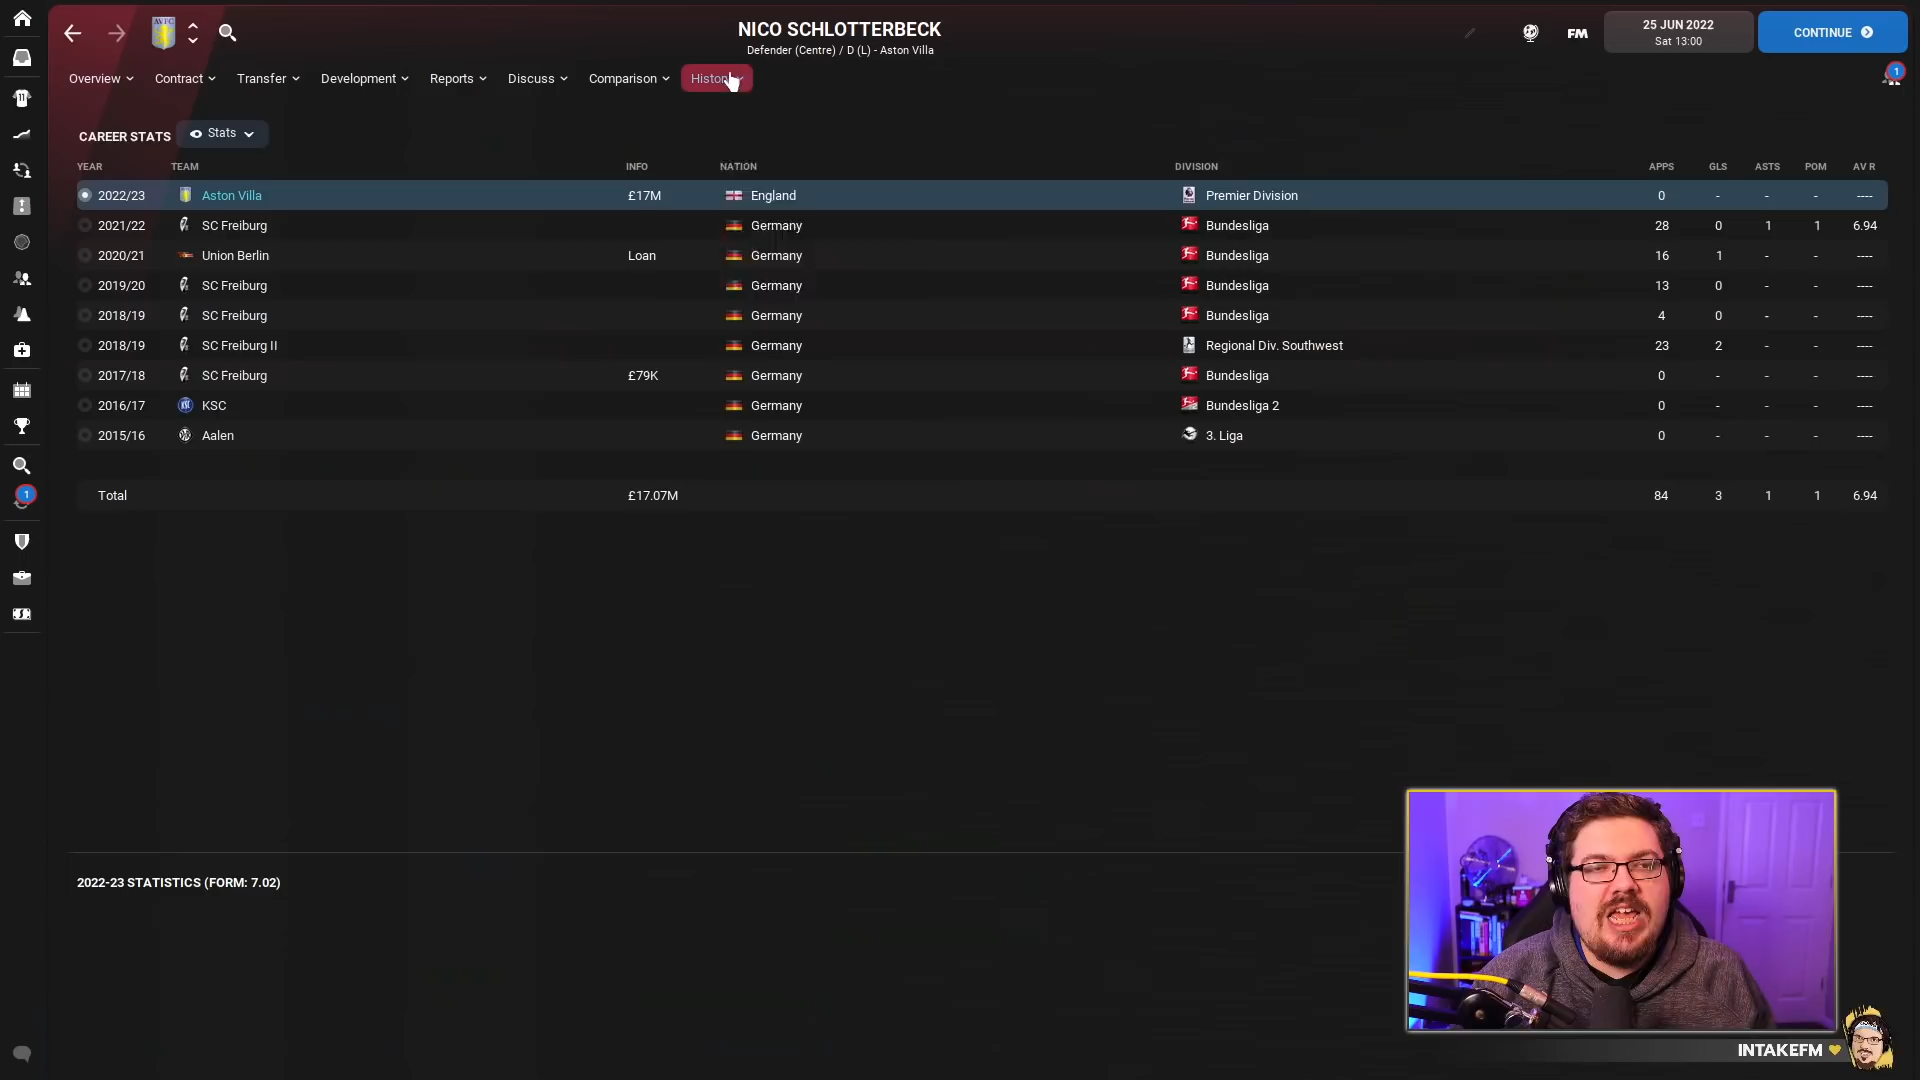 NICO SCHLOTTERBECK
Defender (Centre) / D (L) - Aston Villa
FM
25 JUN 2022
Sat 13:00
CONTINUE
Overview
Contract
Transfer
Development
Reports
Discuss
Comparison
1
CAREER STATS Stats
YEAR TEAM INFO NATION DIVISION APPS GLS ASTS POM AV R
2022/23 Aston Villa £17M England Premier Division 0 - - - ----
2021/22 SC Freiburg Germany Bundesliga 28 0 1 1 6.94
2020/21 Union Berlin Loan Germany Bundesliga 16 1 - - ----
2019/20 SC Freiburg Germany Bundesliga 13 0 - - ----
2018/19 SC Freiburg Germany Bundesliga 4 0 - - ----
2018/19 SC Freiburg II Germany Regional Div. Southwest 23 2 - - ----
2017/18 SC Freiburg £79K Germany Bundesliga 0 - - - ----
2016/17 KSC Germany Bundesliga 2 0 - - - ----
2015/16 Aalen Germany 3. Liga 0 - - - ----
Total £17.07M 84 3 1 1 6.94
1
2022-23 STATISTICS (FORM: 7.02)
INTAKEFM